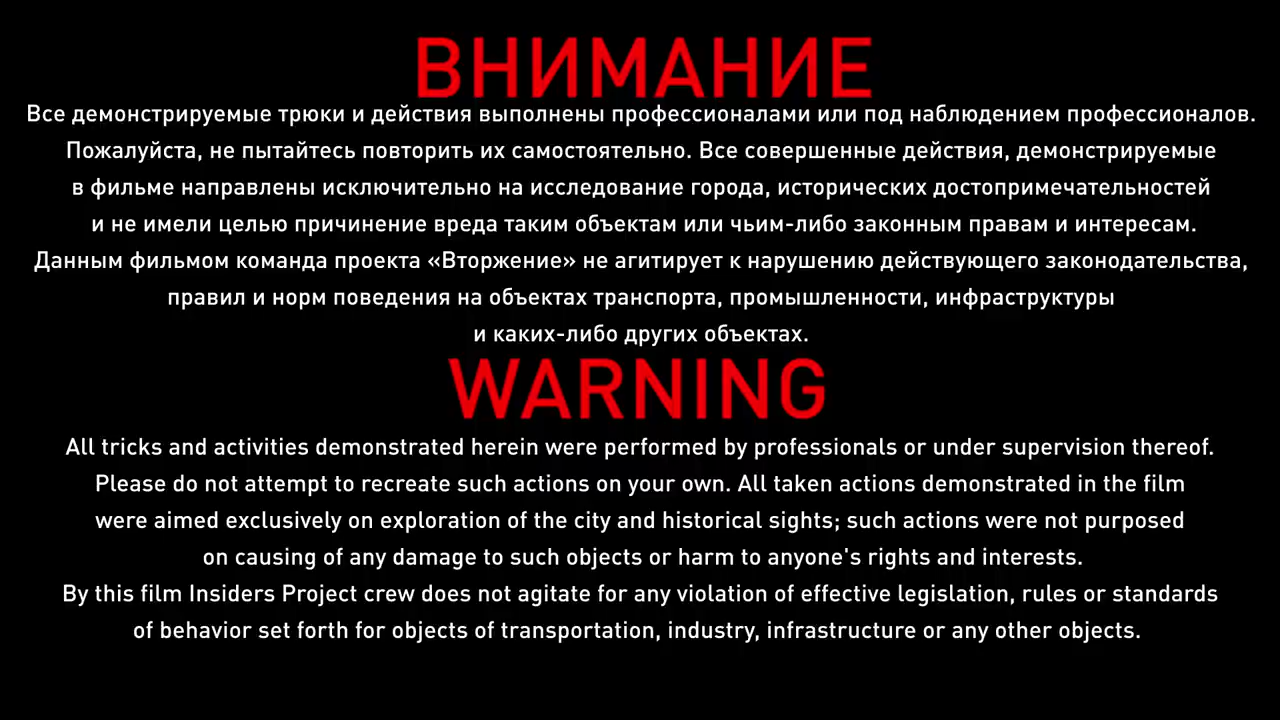 ВНИМАНИЕ
Все демонстрируемые трюки и действия выполнены профессионалами или под наблюдением профессионалов.
Пожалуйста, не пытайтесь повторить их самостоятельно. Все совершенные действия, демонстрируемые
в фильме направлены исключительно на исследование города, исторических достопримечательностей
и не имели целью причинение вреда таким объектам или чьим-либо законным правам и интересам.
Данным фильмом команда проекта «Вторжение» не агитирует к нарушению действующего законодательства,
правил и норм поведения на объектах транспорта, промышленности, инфраструктуры
и каких-либо других объектах.
WARNING
All tricks and activities demonstrated herein were performed by professionals or under supervision thereof.
Please do not attempt to recreate such actions on your own. All taken actions demonstrated in the film
were aimed exclusively on exploration of the city and historical sights; such actions were not purposed
on causing of any damage to such objects or harm to anyone's rights and interests.
By this film Insiders Project crew does not agitate for any violation of effective legislation, rules or standards
of behavior set forth for objects of transportation, industry, infrastructure or any other objects.